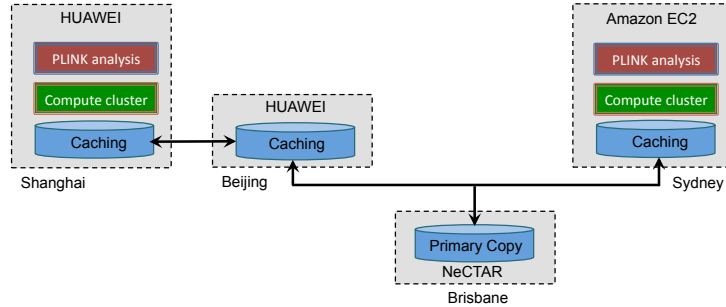 HUAWEI
PLINK analysis
Compute cluster
Caching
Shanghai
HUAWEI
Caching
Beijing
Amazon EC2
PLINK analysis
Compute cluster
Caching
Sydney
Primary Copy
NeCTAR
Brisbane